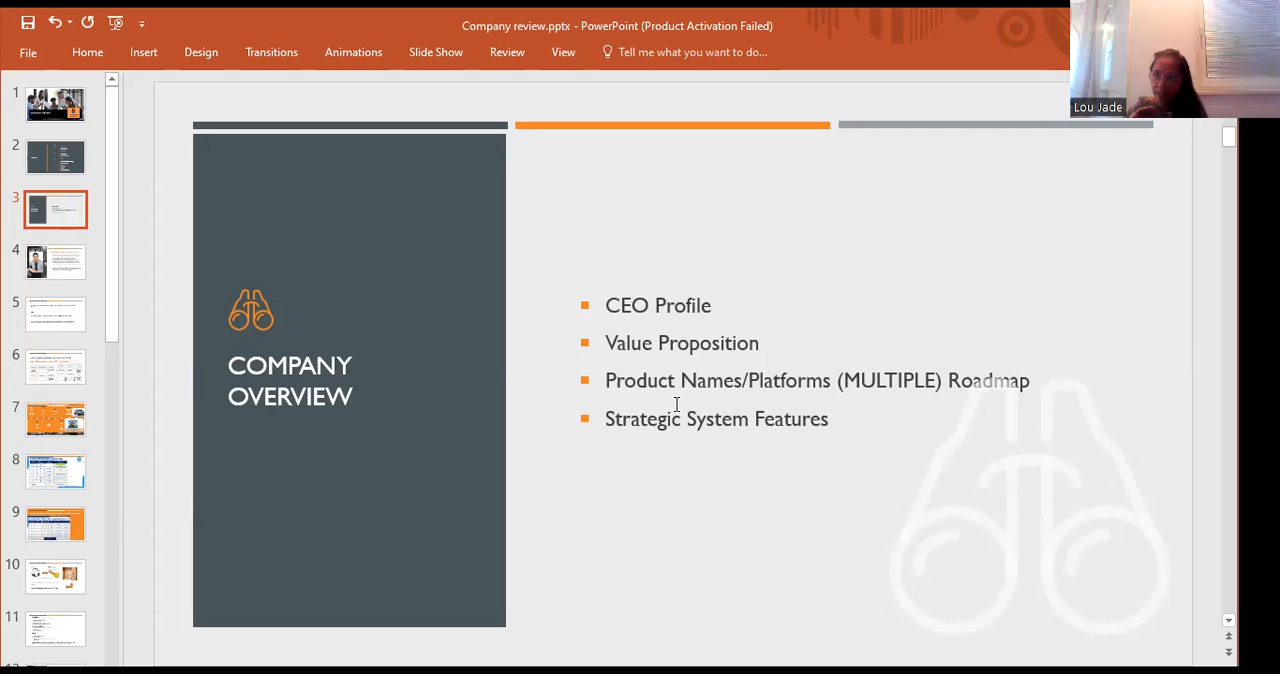 Company review.pptx - PowerPoint (Product Activation Failed)
File Home Insert Design Transitions Animations Slide Show Review View Tell me what you want to do...
Lou Jade
1
2
3
4
5
6
7
8
9
10
11
COMPANY
OVERVIEW
CEO Profile
Value Proposition
Product Names/Platforms (MULTIPLE) Roadmap
Strategic System Features